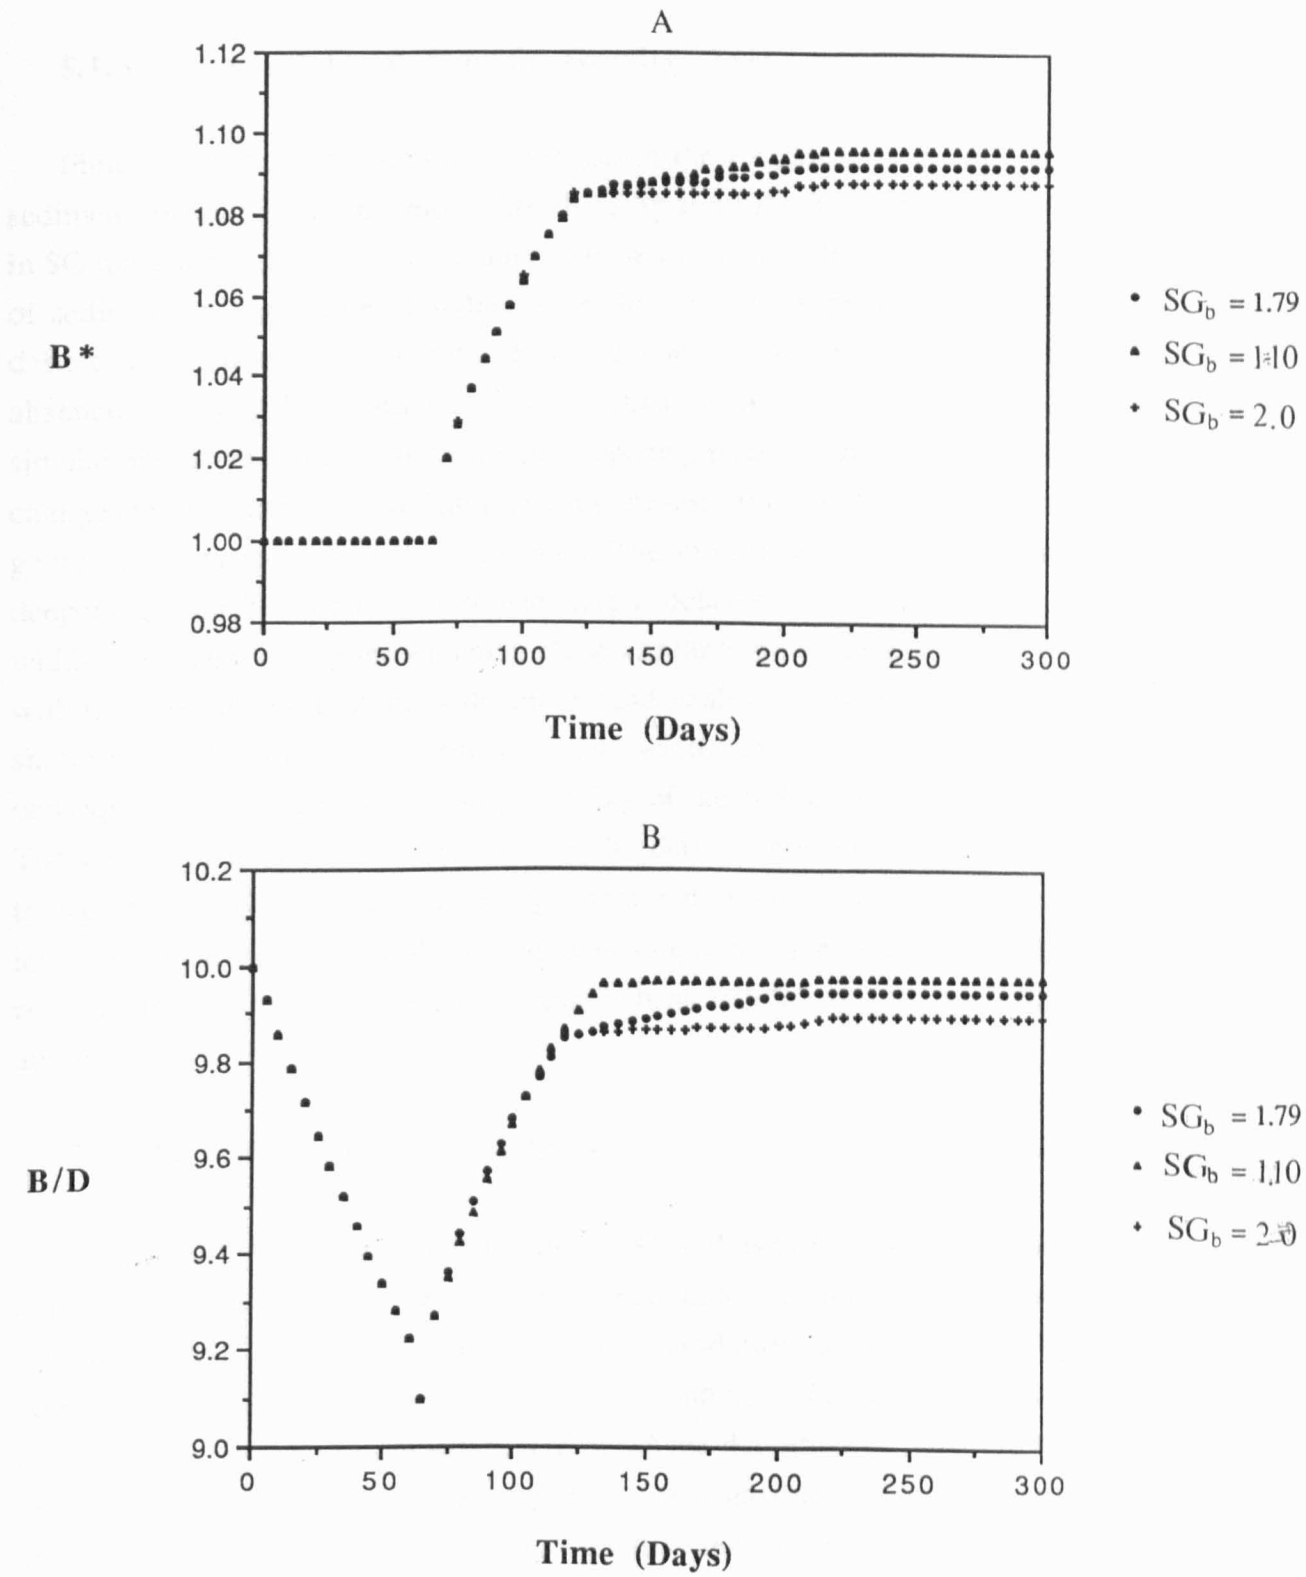 A
1.12
1.10
1.08
1.06
1.04
1.02
1.00
0.98
B*
0 50 100 150 200 250 300
Time (Days)
• SGb = 1.79
▲ SGb = 1.10
+ SGb = 2.0
B
10.2
10.0
9.8
9.6
9.4
9.2
9.0
B/D
0 50 100 150 200 250 300
Time (Days)
• SGb = 1.79
▲ SGb = 1.10
+ SGb = 2.0